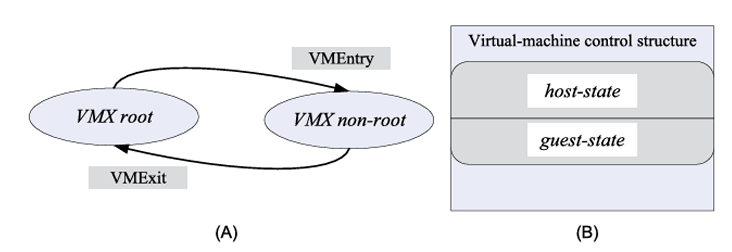 VMEntry
VMX root
VMX non-root
VMExit
(A)
Virtual-machine control structure
host-state
guest-state
(B)